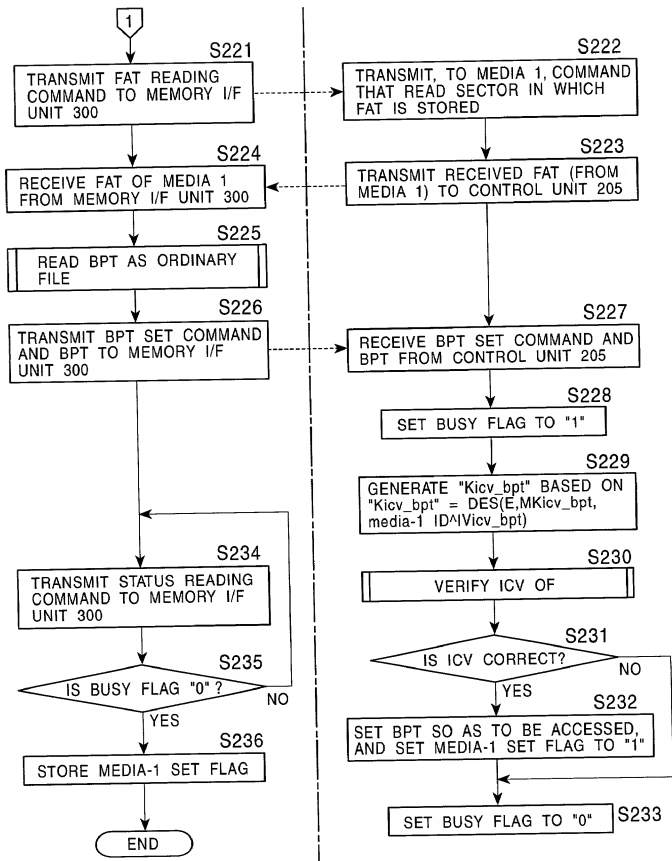 1
S221
TRANSMIT FAT READING
COMMAND TO MEMORY I/F
UNIT 300
S222
TRANSMIT, TO MEDIA 1, COMMAND
THAT READ SECTOR IN WHICH
FAT IS STORED
S223
TRANSMIT RECEIVED FAT (FROM
MEDIA 1) TO CONTROL UNIT 205
S224
RECEIVE FAT OF MEDIA 1
FROM MEMORY I/F UNIT 300
S225
READ BPT AS ORDINARY
FILE
S226
TRANSMIT BPT SET COMMAND
AND BPT TO MEMORY I/F
UNIT 300
S227
RECEIVE BPT SET COMMAND AND
BPT FROM CONTROL UNIT 205
S228
SET BUSY FLAG TO "1"
S229
GENERATE "Kicv_bpt" BASED ON
"Kicv_bpt" = DES(E,MKicv_bpt,
media-1 ID^IVicv_bpt)
S230
VERIFY ICV OF
S231
IS ICV CORRECT?
NO
YES
S232
SET BPT SO AS TO BE ACCESSED,
AND SET MEDIA-1 SET FLAG TO "1"
S233
SET BUSY FLAG TO "0"
S234
TRANSMIT STATUS READING
COMMAND TO MEMORY I/F
UNIT 300
S235
IS BUSY FLAG "0" ?
NO
YES
S236
STORE MEDIA-1 SET FLAG
END